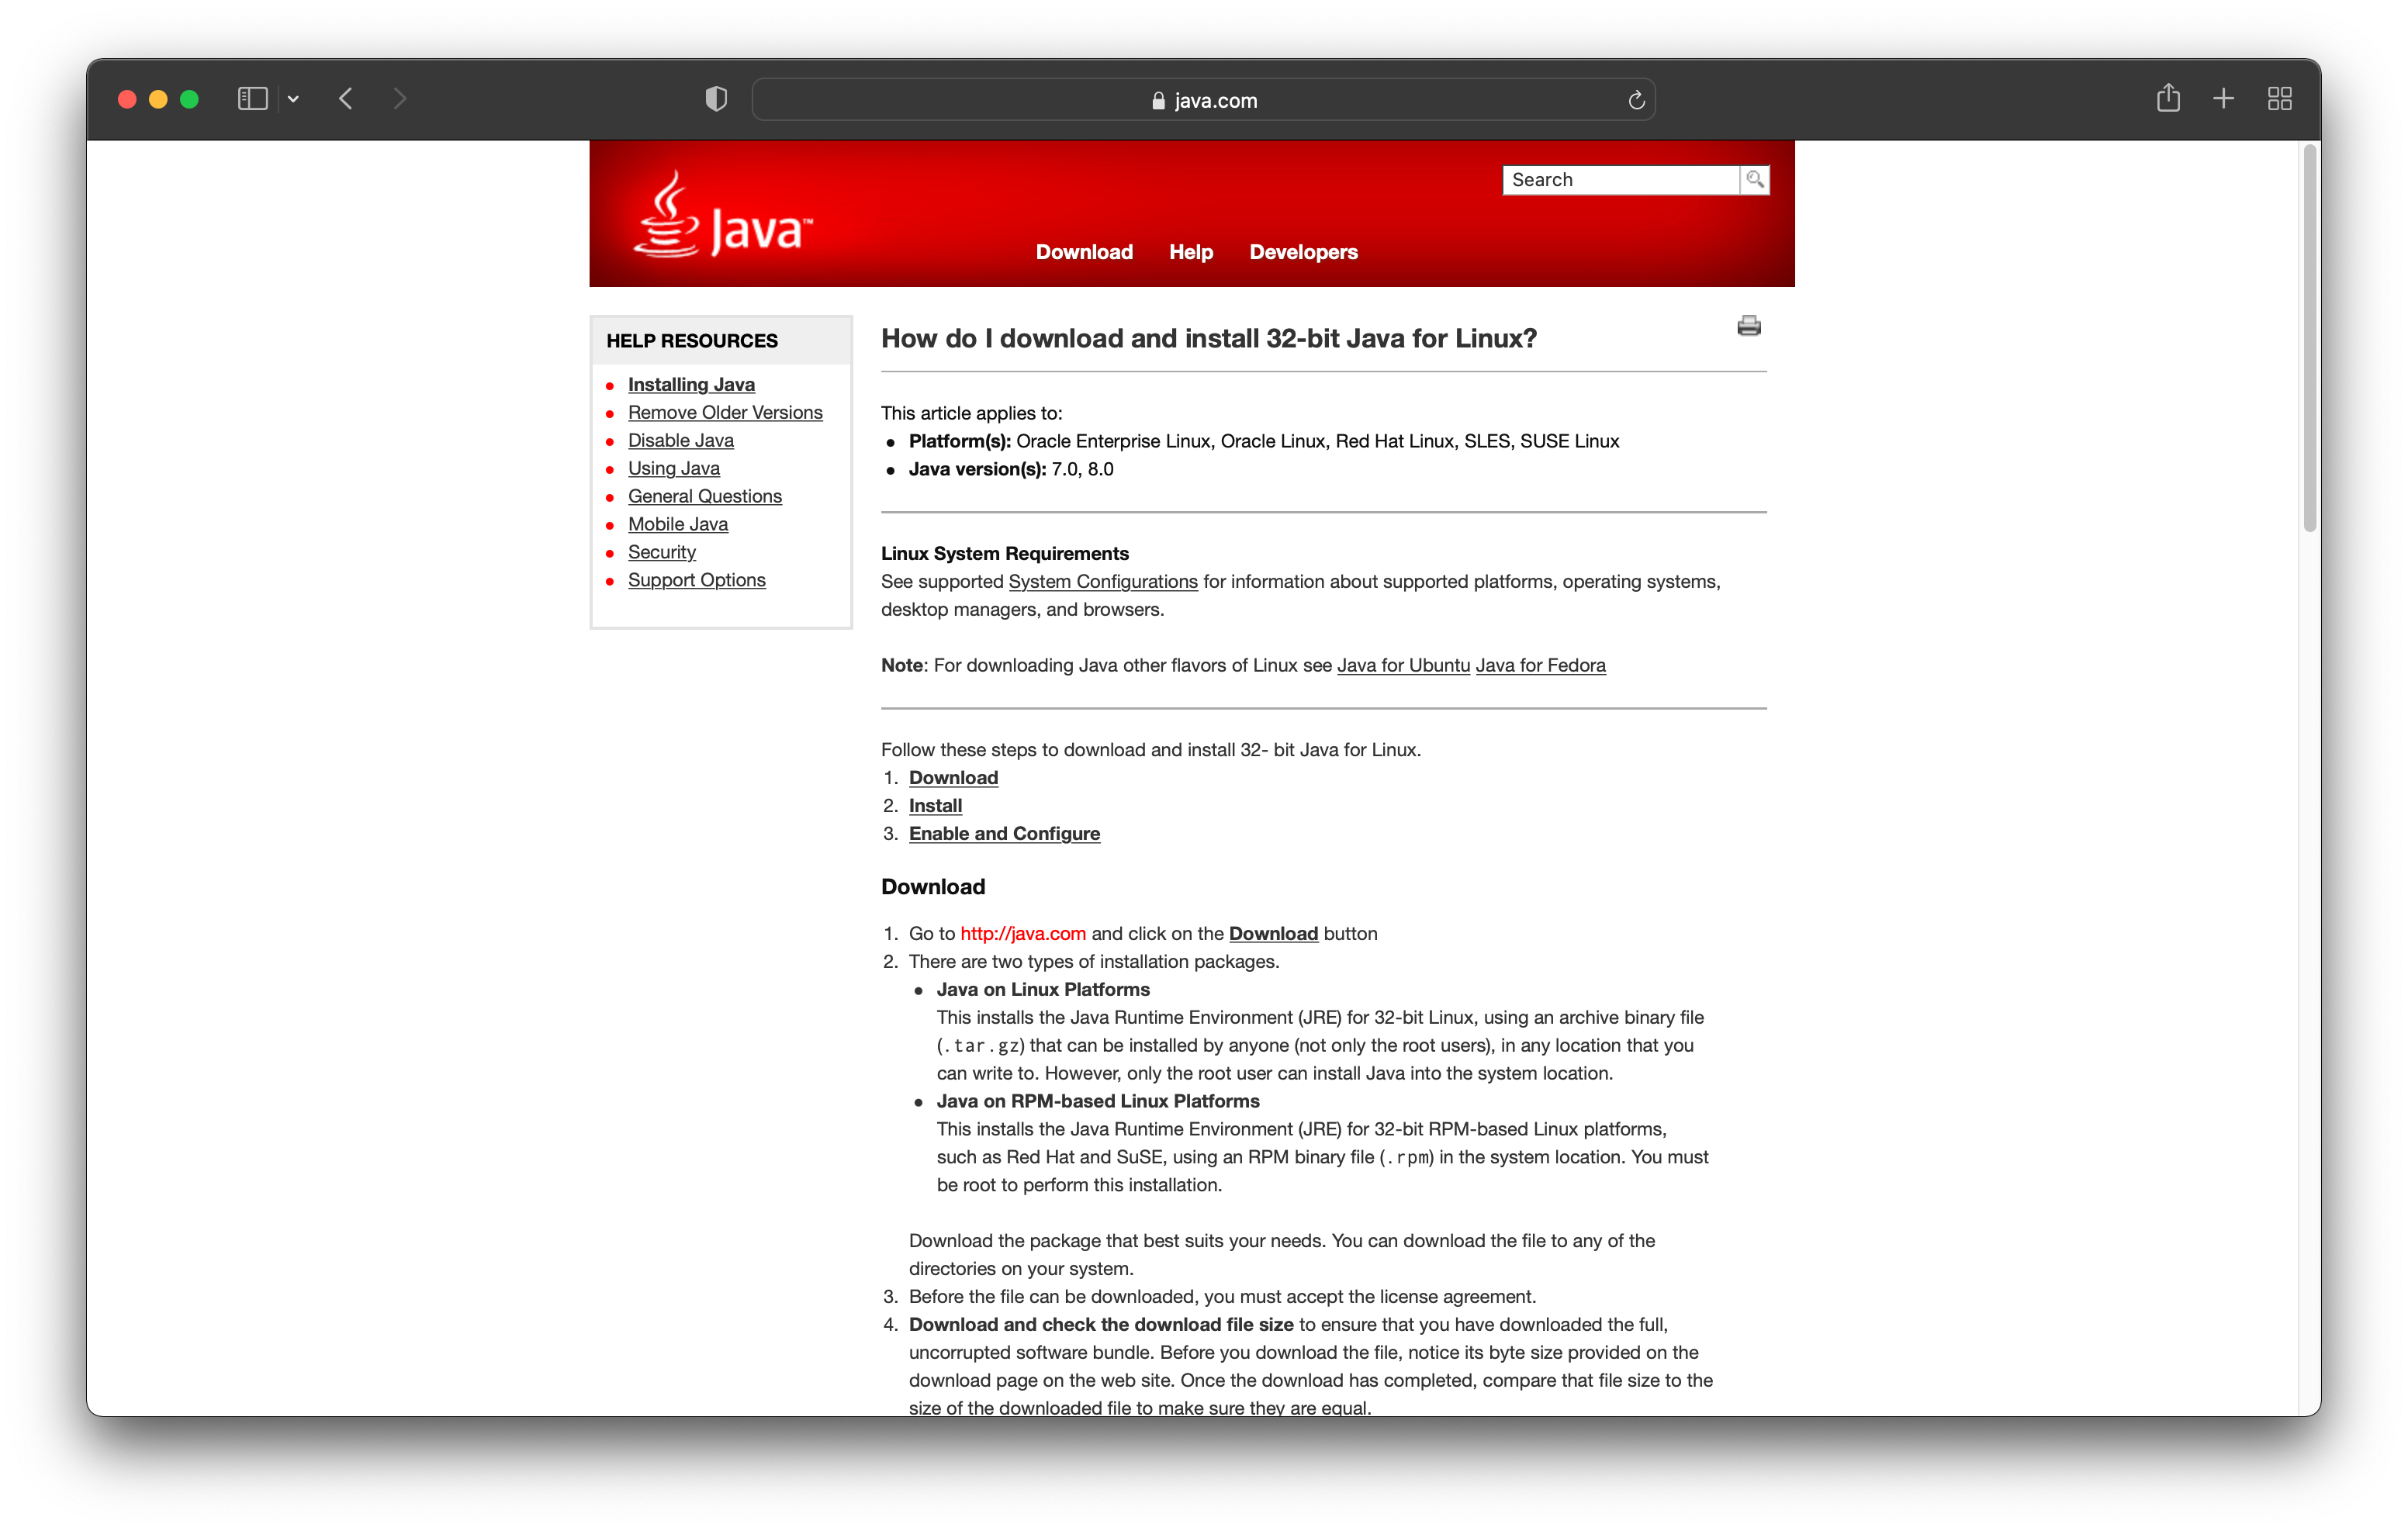 java.com
Java™
Search
Download Help Developers
HELP RESOURCES
Installing Java
Remove Older Versions
Disable Java
Using Java
General Questions
Mobile Java
Security
Support Options
How do I download and install 32-bit Java for Linux?
This article applies to:
Platform(s): Oracle Enterprise Linux, Oracle Linux, Red Hat Linux, SLES, SUSE Linux
Java version(s): 7.0, 8.0
Linux System Requirements
See supported System Configurations for information about supported platforms, operating systems,
desktop managers, and browsers.
Note: For downloading Java other flavors of Linux see Java for Ubuntu Java for Fedora
Follow these steps to download and install 32- bit Java for Linux.
1. Download
2. Install
3. Enable and Configure
Download
1. Go to http://java.com and click on the Download button
2. There are two types of installation packages.
Java on Linux Platforms
This installs the Java Runtime Environment (JRE) for 32-bit Linux, using an archive binary file
(.tar.gz) that can be installed by anyone (not only the root users), in any location that you
can write to. However, only the root user can install Java into the system location.
Java on RPM-based Linux Platforms
This installs the Java Runtime Environment (JRE) for 32-bit RPM-based Linux platforms,
such as Red Hat and SuSE, using an RPM binary file (.rpm) in the system location. You must
be root to perform this installation.
Download the package that best suits your needs. You can download the file to any of the
directories on your system.
3. Before the file can be downloaded, you must accept the license agreement.
4. Download and check the download file size to ensure that you have downloaded the full,
uncorrupted software bundle. Before you download the file, notice its byte size provided on the
download page on the web site. Once the download has completed, compare that file size to the
size of the downloaded file to make sure they are equal.